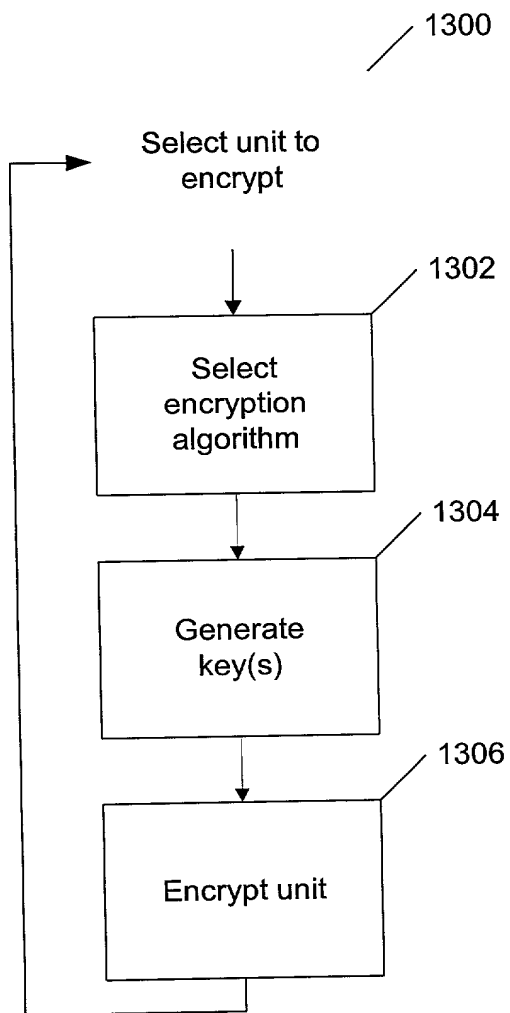 1300
Select unit to
encrypt
1302
Select
encryption
algorithm
1304
Generate
key(s)
1306
Encrypt unit